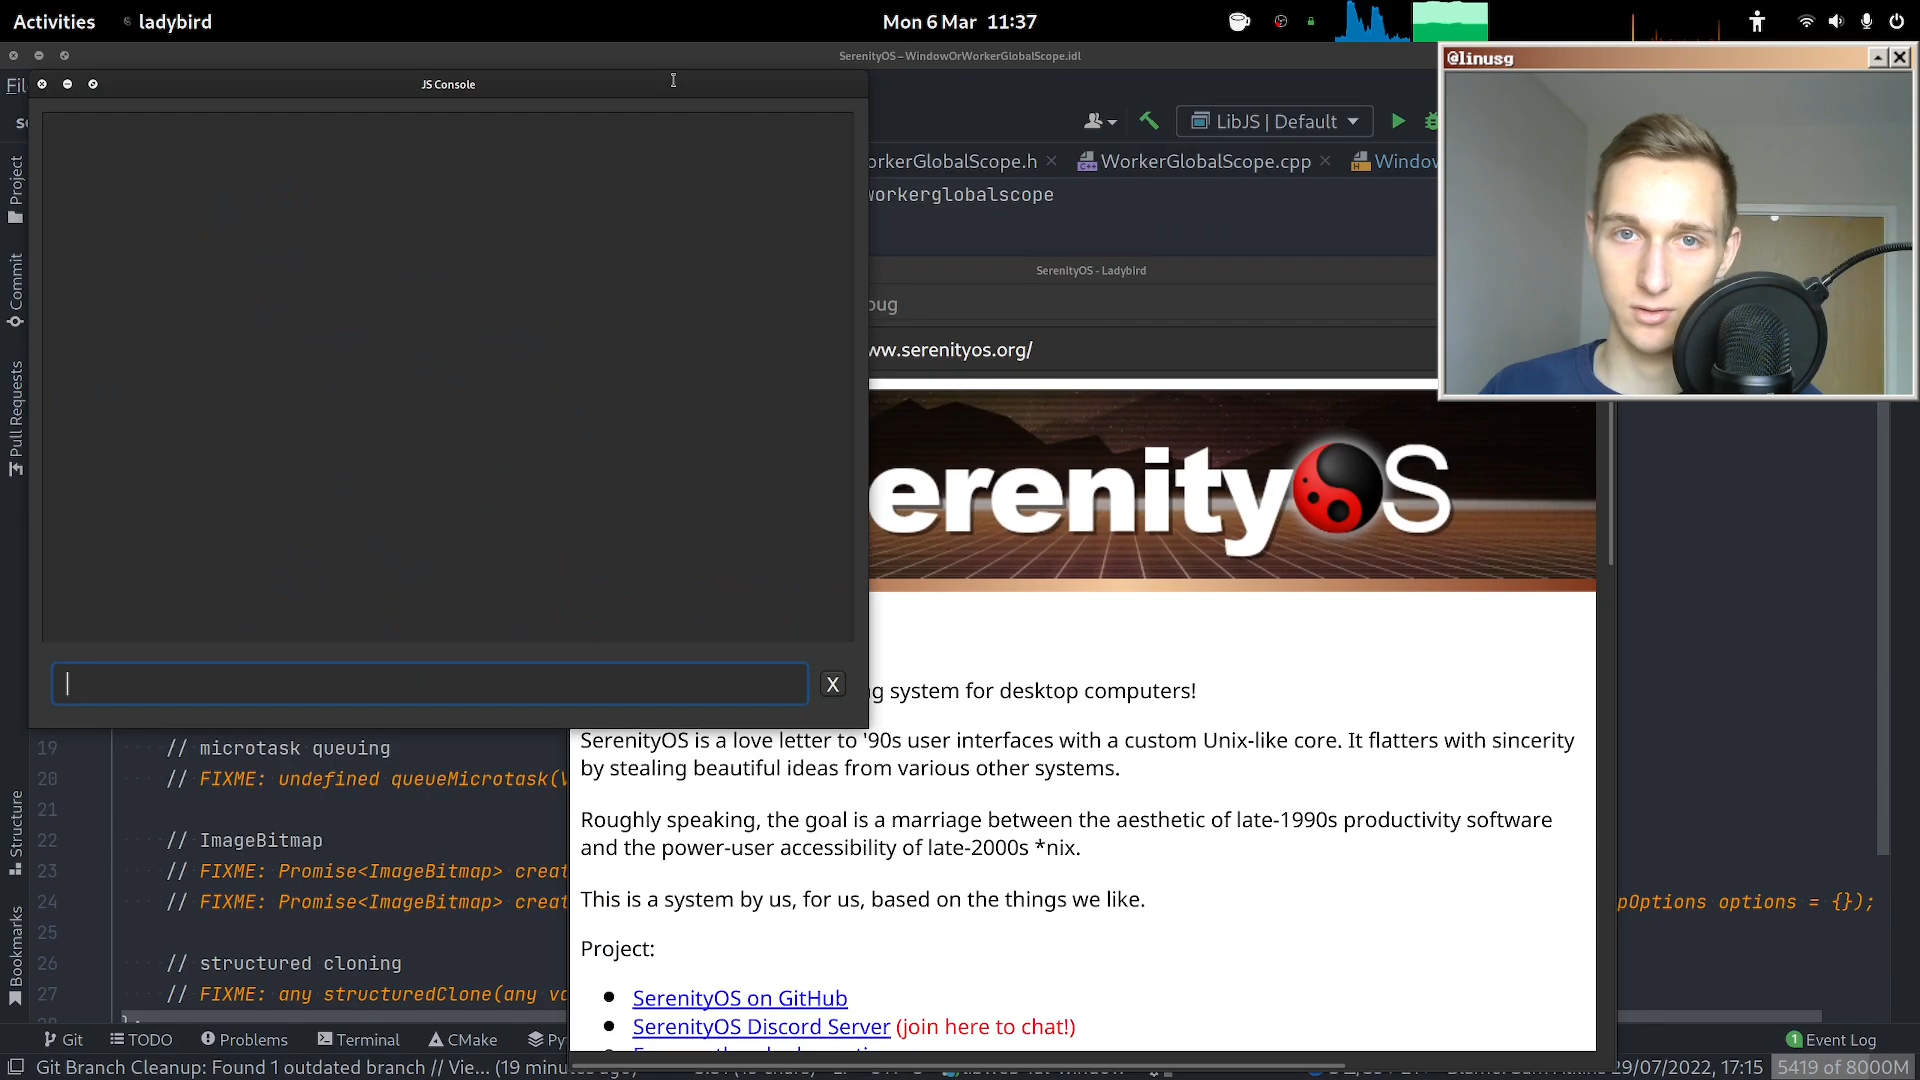 Activities
ladybird
Mon 6 Mar 11:37
SerenityOS – WindowOrWorkerGlobalScope.idl
@linusg
JS Console
LibJS | Default
orkerGlobalScope.h
WorkerGlobalScope.cpp
Window
workerglobalscope
SerenityOS - Ladybird
ww.serenityos.org/
erenityOS
X
g system for desktop computers!
SerenityOS is a love letter to '90s user interfaces with a custom Unix-like core. It flatters with sincerity
by stealing beautiful ideas from various other systems.
Roughly speaking, the goal is a marriage between the aesthetic of late-1990s productivity software
and the power-user accessibility of late-2000s *nix.
This is a system by us, for us, based on the things we like.
Project:
SerenityOS on GitHub
SerenityOS Discord Server (join here to chat!)
Project
Commit
Pull Requests
Structure
Bookmarks
19 // microtask queuing
20 // FIXME: undefined queueMicrotask(V
21
22 // ImageBitmap
23 // FIXME: Promise<ImageBitmap> creat
24 // FIXME: Promise<ImageBitmap> creat pOptions options = {});
25
26 // structured cloning
27 // FIXME: any structuredClone(any va
Git
TODO
Problems
Terminal
CMake
Py
1 Event Log
Git Branch Cleanup: Found 1 outdated branch // Vie... (19 minut
29/07/2022, 17:15
5419 of 8000M